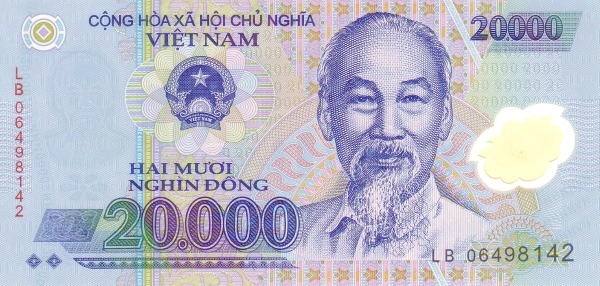 CỘNG HÒA XÃ HỘI CHỦ NGHĨA
VIỆT NAM
20000
LB 06498142
VIỆT NAM
HAI MƯƠI
NGHÌN ĐỒNG
20.000
LB 06498142